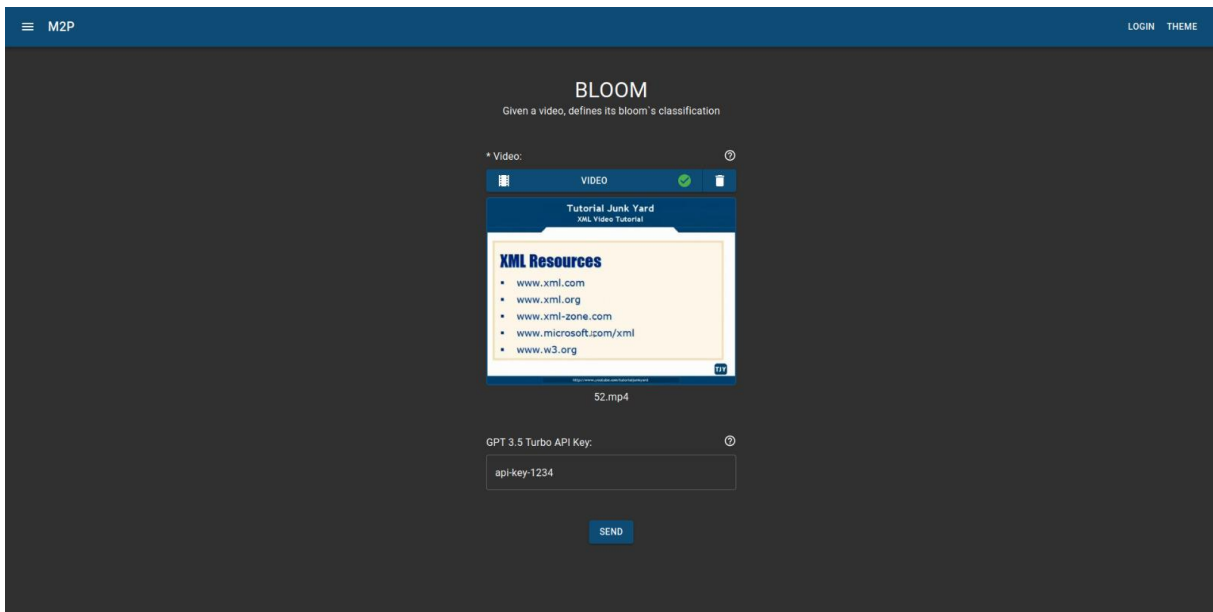 M2P
LOGIN THEME
BLOOM
Given a video, defines its bloom`s classification
* Video:
VIDEO
Tutorial Junk Yard
XML Video Tutorial
XML Resources
• www.xml.com
• www.xml.org
• www.xml-zone.com
• www.microsoft.com/xml
• www.w3.org
TJY
52.mp4
GPT 3.5 Turbo API Key:
api-key-1234
SEND